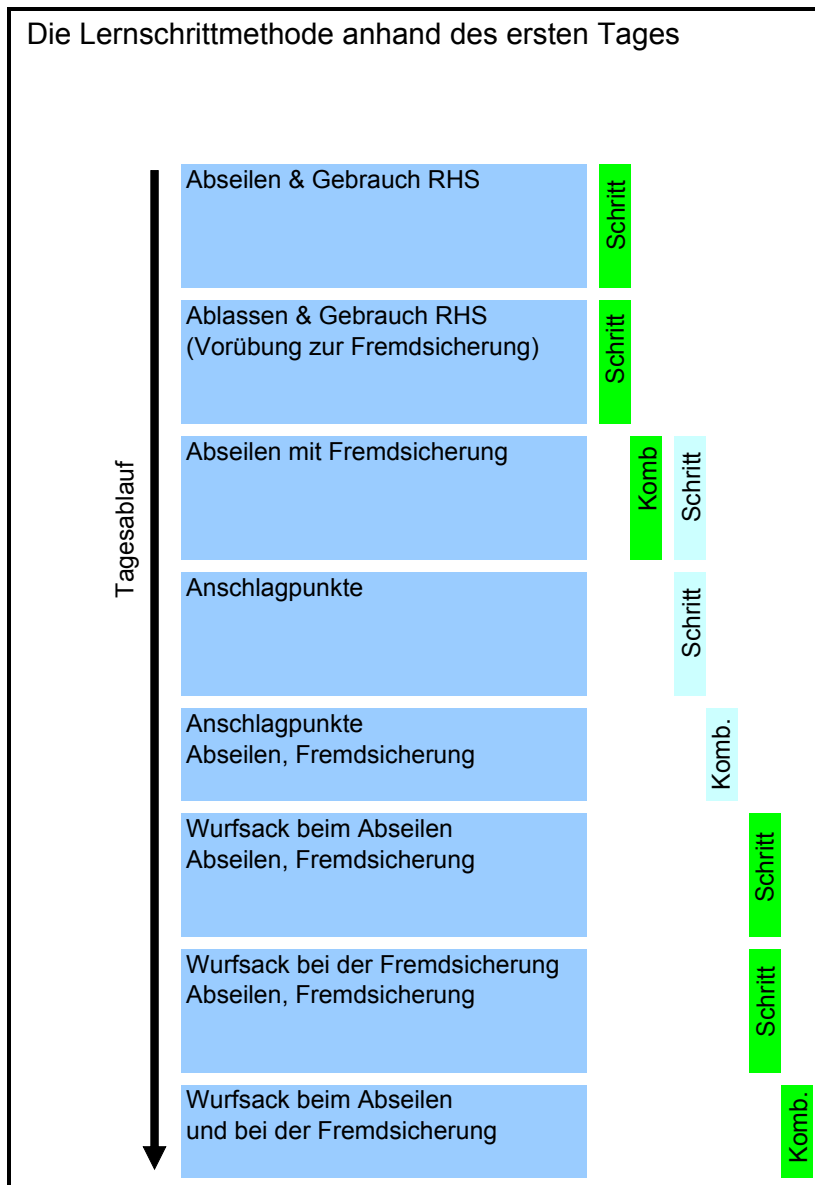 Die Lernschrittmethode anhand des ersten Tages
Tagesablauf
Abseilen & Gebrauch RHS
Schritt
Ablassen & Gebrauch RHS
(Vorübung zur Fremdsicherung)
Schritt
Abseilen mit Fremdsicherung
Komb
Schritt
Anschlagpunkte
Schritt
Anschlagpunkte
Abseilen, Fremdsicherung
Komb.
Wurfsack beim Abseilen
Abseilen, Fremdsicherung
Schritt
Wurfsack bei der Fremdsicherung
Abseilen, Fremdsicherung
Schritt
Wurfsack beim Abseilen
und bei der Fremdsicherung
Komb.